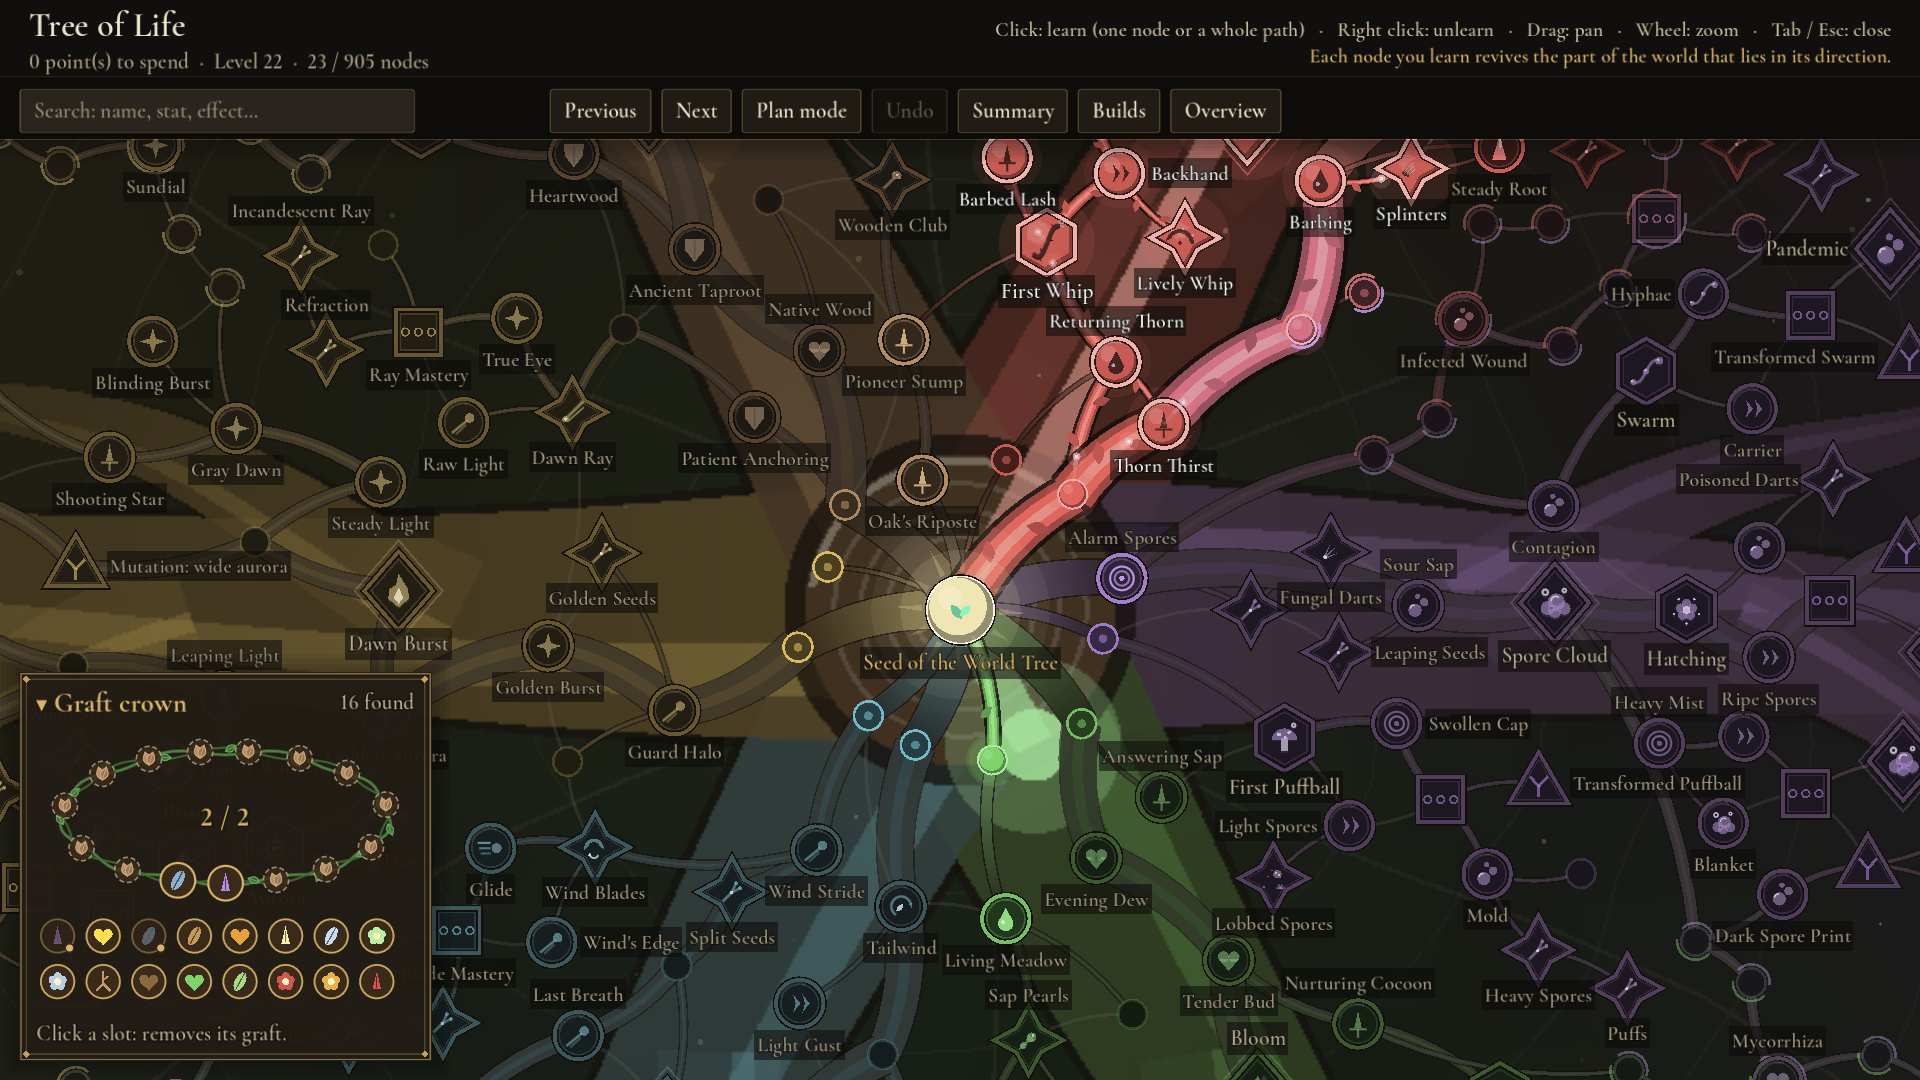 Tree of Life
0 point(s) to spend · Level 22 · 23 / 905 nodes
Click: learn (one node or a whole path) · Right click: unlearn · Drag: pan · Wheel: zoom · Tab / Esc: close
Each node you learn revives the part of the world that lies in its direction.
Search: name, stat, effect...
Previous
Next
Plan mode
Undo
Summary
Builds
Overview
Sundial
Heartwood
Incandescent Ray
Wooden Club
Barbed Lash
Backhand
Barbing
Splinters
Steady Root
Pandemic
Refraction
Ancient Taproot
First Whip
Lively Whip
Hyphae
Native Wood
Returning Thorn
True Eye
Infected Wound
Transformed Swarm
Blinding Burst
Ray Mastery
Pioneer Stump
Swarm
Gray Dawn
Raw Light
Dawn Ray
Patient Anchoring
Thorn Thirst
Carrier
Poisoned Darts
Shooting Star
Steady Light
Oak's Riposte
Alarm Spores
Contagion
Mutation: wide aurora
Golden Seeds
Sour Sap
Fungal Darts
Leaping Light
Dawn Burst
Seed of the World Tree
Leaping Seeds
Spore Cloud
Hatching
Golden Burst
Heavy Mist
Ripe Spores
Graft crown
16 found
Guard Halo
Answering Sap
Swollen Cap
First Puffball
Transformed Puffball
2 / 2
Light Spores
Glide
Wind Blades
Wind Stride
Evening Dew
Blanket
Mold
Lobbed Spores
Wind's Edge
Split Seeds
Tailwind
Living Meadow
Dark Spore Print
Last Breath
Sap Pearls
Tender Bud
Nurturing Cocoon
Heavy Spores
Click a slot: removes its graft.
Light Gust
Bloom
Puffs
Mycorrhiza